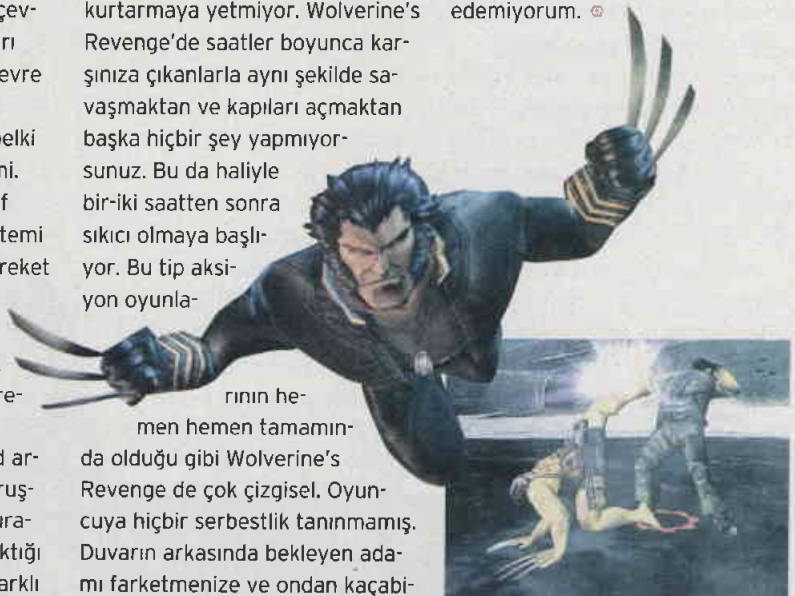 çev-
rı
evre
belki
ni.
f
temi
reket
re-
d ar-
ruş-
ura-
ktığı
arklı
kurtarmaya yetmiyor. Wolverine's
Revenge'de saatler boyunca kar-
şınıza çıkanlarla aynı şekilde sa-
vaşmaktan ve kapıları açmaktan
başka hiçbir şey yapmıyor-
sunuz. Bu da haliyle
bir-iki saatten sonra
sıkıcı olmaya başlı-
yor. Bu tip aksi-
yon oyunla-
rının he-
men hemen tamamın-
da olduğu gibi Wolverine's
Revenge de çok çizgisel. Oyun-
cuya hiçbir serbestlik tanınmamış.
Duvarın arkasında bekleyen ada-
mı farketmenize ve ondan kaçabi-
edemiyorum.